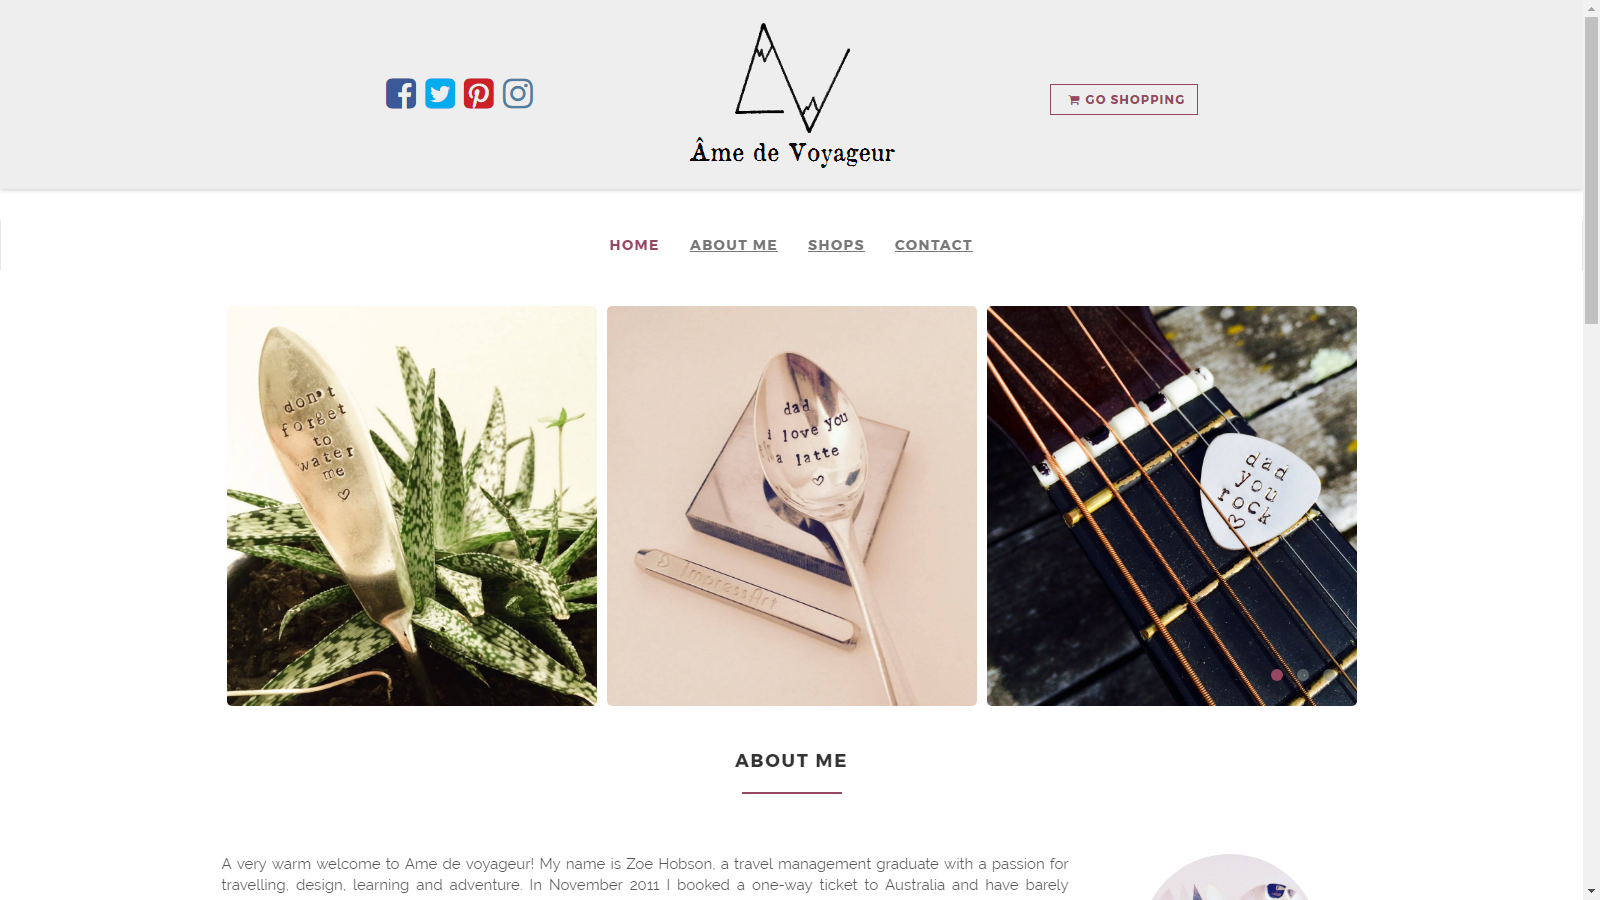 Âme de Voyageur
GO SHOPPING
HOME
ABOUT ME
SHOPS
CONTACT
don't
forget
to
water
me
dad
i love you
a latte
ImpressArt
dad
you
rock
ABOUT ME
A very warm welcome to Ame de voyageur! My name is Zoe Hobson, a travel management graduate with a passion for
travelling, design, learning and adventure. In November 2011 I booked a one-way ticket to Australia and have barely